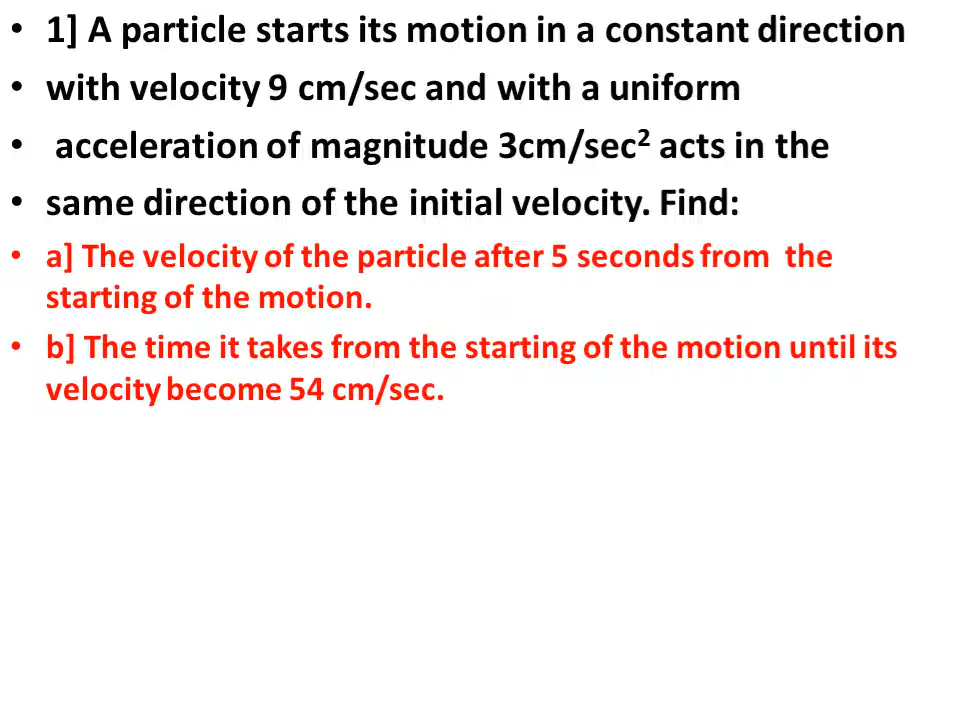 • 1] A particle starts its motion in a constant direction
• with velocity 9 cm/sec and with a uniform
• acceleration of magnitude 3cm/sec² acts in the
• same direction of the initial velocity. Find:
• a] The velocity of the particle after 5 seconds from the
starting of the motion.
• b] The time it takes from the starting of the motion until its
velocity become 54 cm/sec.